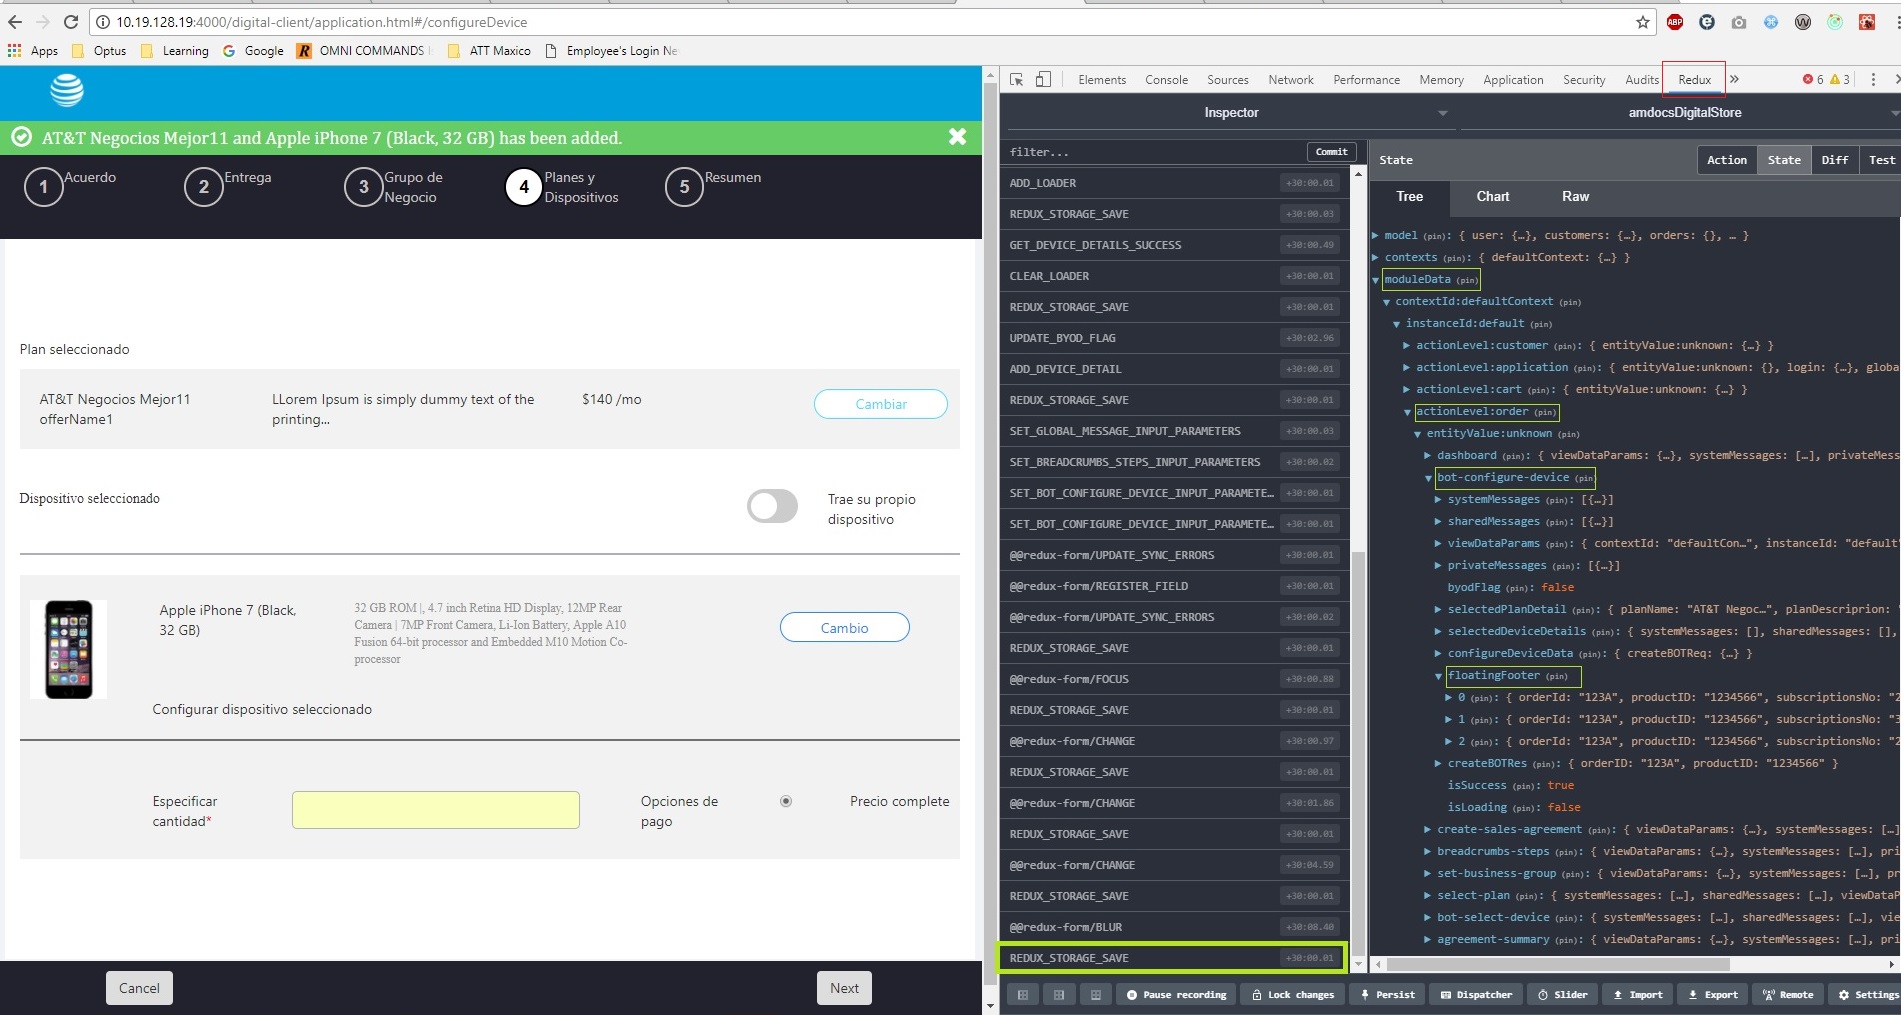 10.19.128.19:4000/digital-client/application.html#/configureDevice
Apps Optus Learning Google OMNI COMMANDS ATT Maxico Employee's Login Ne
AT&T Negocios Mejor11 and Apple iPhone 7 (Black, 32 GB) has been added.
1 Acuerdo
2 Entrega
3 Grupo de
Negocio
4 Planes y
Dispositivos
5 Resumen
Plan seleccionado
AT&T Negocios Mejor11
offerName1
LLorem Ipsum is simply dummy text of the
printing...
$140 /mo
Cambiar
Dispositivo seleccionado
Trae su propio
dispositivo
Apple iPhone 7 (Black,
32 GB)
32 GB ROM |, 4.7 inch Retina HD Display, 12MP Rear
Camera | 7MP Front Camera, Li-Ion Battery, Apple A10
Fusion 64-bit processor and Embedded M10 Motion Co-
processor
Cambio
Configurar dispositivo seleccionado
Especificar
cantidad*
Opciones de
pago
Precio complete
Cancel
Next
Elements Console Sources Network Performance Memory Application Security Audits Redux » 6 3
Inspector
amdocsDigitalStore
filter...
Commit
ADD_LOADER +30:00.01
REDUX_STORAGE_SAVE +30:00.03
GET_DEVICE_DETAILS_SUCCESS +30:00.49
CLEAR_LOADER +30:00.01
REDUX_STORAGE_SAVE +30:00.01
UPDATE_BYOD_FLAG +30:02.96
ADD_DEVICE_DETAIL +30:00.01
REDUX_STORAGE_SAVE +30:00.01
SET_GLOBAL_MESSAGE_INPUT_PARAMETERS +30:00.03
SET_BREADCRUMBS_STEPS_INPUT_PARAMETERS +30:00.02
SET_BOT_CONFIGURE_DEVICE_INPUT_PARAMETE... +30:00.01
SET_BOT_CONFIGURE_DEVICE_INPUT_PARAMETE... +30:00.01
@@redux-form/UPDATE_SYNC_ERRORS +30:00.01
@@redux-form/REGISTER_FIELD +30:00.01
@@redux-form/UPDATE_SYNC_ERRORS +30:00.02
REDUX_STORAGE_SAVE +30:00.01
@@redux-form/FOCUS +30:00.88
REDUX_STORAGE_SAVE +30:00.01
@@redux-form/CHANGE +30:00.97
REDUX_STORAGE_SAVE +30:00.01
@@redux-form/CHANGE +30:01.86
REDUX_STORAGE_SAVE +30:00.01
@@redux-form/CHANGE +30:04.59
REDUX_STORAGE_SAVE +30:00.01
@@redux-form/BLUR +30:08.40
REDUX_STORAGE_SAVE +30:00.01
State
Action State Diff Test
Tree Chart Raw
model (pin): { user: {…}, customers: {…}, orders: {}, … }
contexts (pin): { defaultContext: {…} }
moduleData (pin)
contextId:defaultContext (pin)
instanceId:default (pin)
actionLevel:customer (pin): { entityValue:unknown: {…} }
actionLevel:application (pin): { entityValue:unknown: {}, login: {…}, globa
actionLevel:cart (pin): { entityValue:unknown: {…} }
actionLevel:order (pin)
entityValue:unknown (pin)
dashboard (pin): { viewDataParams: {…}, systemMessages: […], privateMess
bot-configure-device (pin)
systemMessages (pin): [{…}]
sharedMessages (pin): [{…}]
viewDataParams (pin): { contextId: "defaultCon…", instanceId: "default
privateMessages (pin): [{…}]
byodFlag (pin): false
selectedPlanDetail (pin): { planName: "AT&T Negoc…", planDescriprion: "
selectedDeviceDetails (pin): { systemMessages: [], sharedMessages: [],
configureDeviceData (pin): { createBOTReq: {…} }
floatingFooter (pin)
0 (pin): { orderId: "123A", productID: "1234566", subscriptionsNo: "2
1 (pin): { orderId: "123A", productID: "1234566", subscriptionsNo: "3
2 (pin): { orderId: "123A", productID: "1234566", subscriptionsNo: "2
createBOTRes (pin): { orderID: "123A", productID: "1234566" }
isSuccess (pin): true
isLoading (pin): false
create-sales-agreement (pin): { viewDataParams: {…}, systemMessages: […]
breadcrumbs-steps (pin): { viewDataParams: {…}, systemMessages: […], pri
set-business-group (pin): { viewDataParams: {…}, systemMessages: […], pr
select-plan (pin): { systemMessages: […], sharedMessages: […], viewDataP
bot-select-device (pin): { systemMessages: […], sharedMessages: […], vie
agreement-summary (pin): { viewDataParams: {…}, systemMessages: […], pri
Pause recording Lock changes Persist Dispatcher Slider Import Export Remote Settings